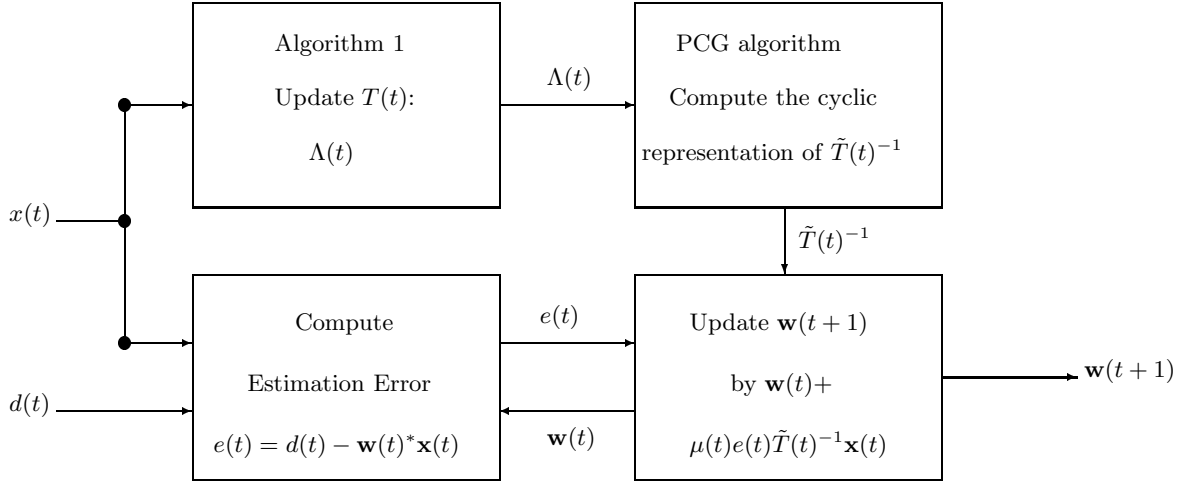 Algorithm 1
Update T(t):
Λ(t)
Λ(t)
PCG algorithm
Compute the cyclic
representation of T̃(t)⁻¹
x(t)
T̃(t)⁻¹
Compute
Estimation Error
e(t) = d(t) − w(t)*x(t)
e(t)
w(t)
Update w(t + 1)
by w(t)+
μ(t)e(t)T̃(t)⁻¹x(t)
w(t + 1)
d(t)